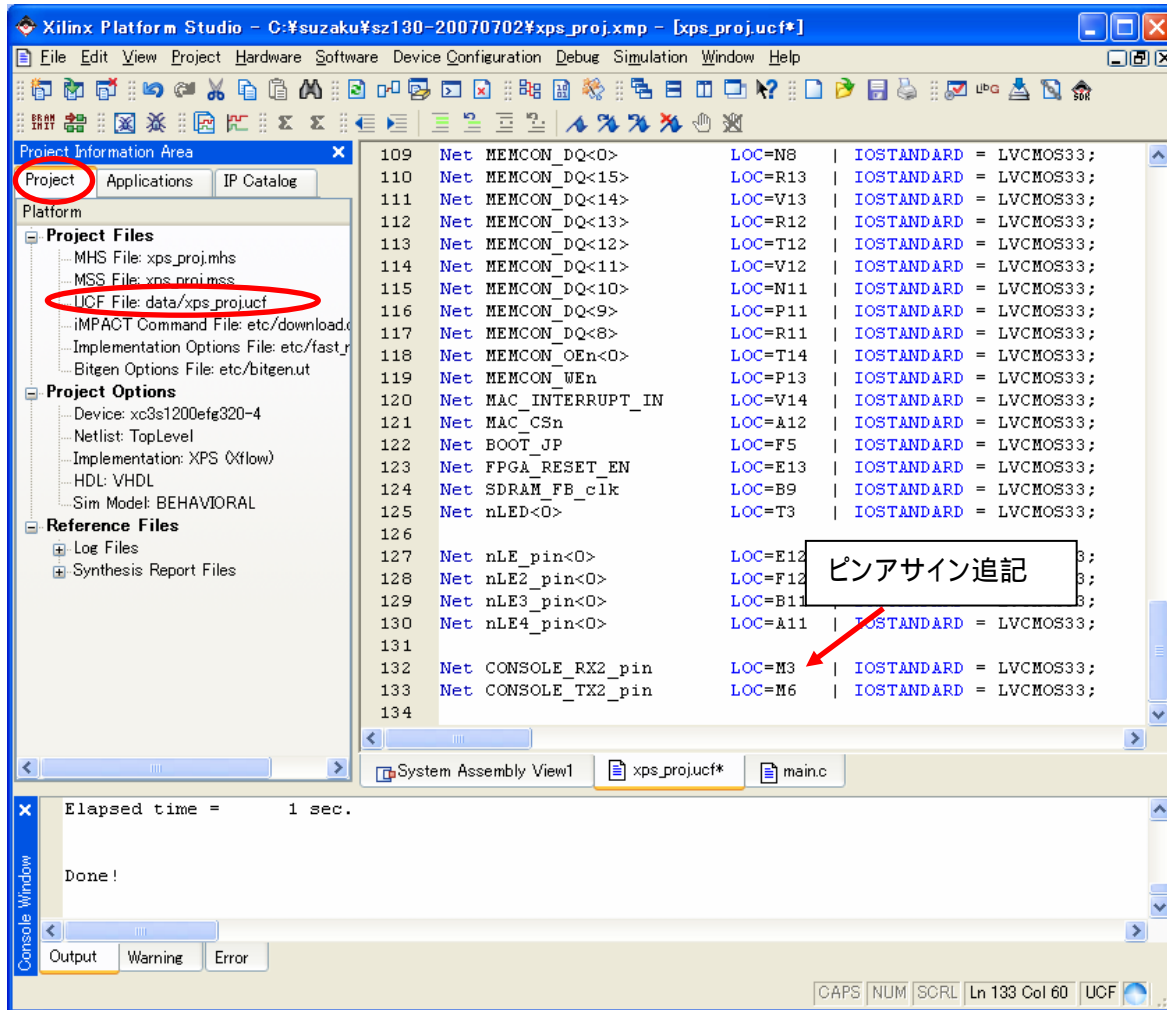 Xilinx Platform Studio - C:¥suzaku¥sz130-20070702¥xps_proj.xmp - [xps_proj.ucf*]
File Edit View Project Hardware Software Device Configuration Debug Simulation Window Help
Project Information Area
Project Applications IP Catalog
Platform
Project Files
MHS File: xps_proj.mhs
MSS File: xps_proj.mss
UCF File: data/xps_proj.ucf
iMPACT Command File: etc/download.
Implementation Options File: etc/fast_r
Bitgen Options File: etc/bitgen.ut
Project Options
Device: xc3s1200efg320-4
Netlist: TopLevel
Implementation: XPS (Xflow)
HDL: VHDL
Sim Model: BEHAVIORAL
Reference Files
Log Files
Synthesis Report Files
109 Net MEMCON_DQ<0> LOC=N8 | IOSTANDARD = LVCMOS33;
110 Net MEMCON_DQ<15> LOC=R13 | IOSTANDARD = LVCMOS33;
111 Net MEMCON_DQ<14> LOC=V13 | IOSTANDARD = LVCMOS33;
112 Net MEMCON_DQ<13> LOC=R12 | IOSTANDARD = LVCMOS33;
113 Net MEMCON_DQ<12> LOC=T12 | IOSTANDARD = LVCMOS33;
114 Net MEMCON_DQ<11> LOC=V12 | IOSTANDARD = LVCMOS33;
115 Net MEMCON_DQ<10> LOC=N11 | IOSTANDARD = LVCMOS33;
116 Net MEMCON_DQ<9> LOC=P11 | IOSTANDARD = LVCMOS33;
117 Net MEMCON_DQ<8> LOC=R11 | IOSTANDARD = LVCMOS33;
118 Net MEMCON_OEn<0> LOC=T14 | IOSTANDARD = LVCMOS33;
119 Net MEMCON_WEn LOC=P13 | IOSTANDARD = LVCMOS33;
120 Net MAC_INTERRUPT_IN LOC=V14 | IOSTANDARD = LVCMOS33;
121 Net MAC_CSn LOC=A12 | IOSTANDARD = LVCMOS33;
122 Net BOOT_JP LOC=F5 | IOSTANDARD = LVCMOS33;
123 Net FPGA_RESET_EN LOC=E13 | IOSTANDARD = LVCMOS33;
124 Net SDRAM_FB_clk LOC=B9 | IOSTANDARD = LVCMOS33;
125 Net nLED<0> LOC=T3 | IOSTANDARD = LVCMOS33;
126
127 Net nLE_pin<0> LOC=E12 3;
ピンアサイン追記
128 Net nLE2_pin<0> LOC=F12 3;
129 Net nLE3_pin<0> LOC=B11 3;
130 Net nLE4_pin<0> LOC=A11 | IOSTANDARD = LVCMOS33;
131
132 Net CONSOLE_RX2_pin LOC=M3 | IOSTANDARD = LVCMOS33;
133 Net CONSOLE_TX2_pin LOC=M6 | IOSTANDARD = LVCMOS33;
134
System Assembly View1 xps_proj.ucf* main.c
Elapsed time = 1 sec.
Done!
Console Window
Output Warning Error
CAPS NUM SCRL Ln 133 Col 60 UCF